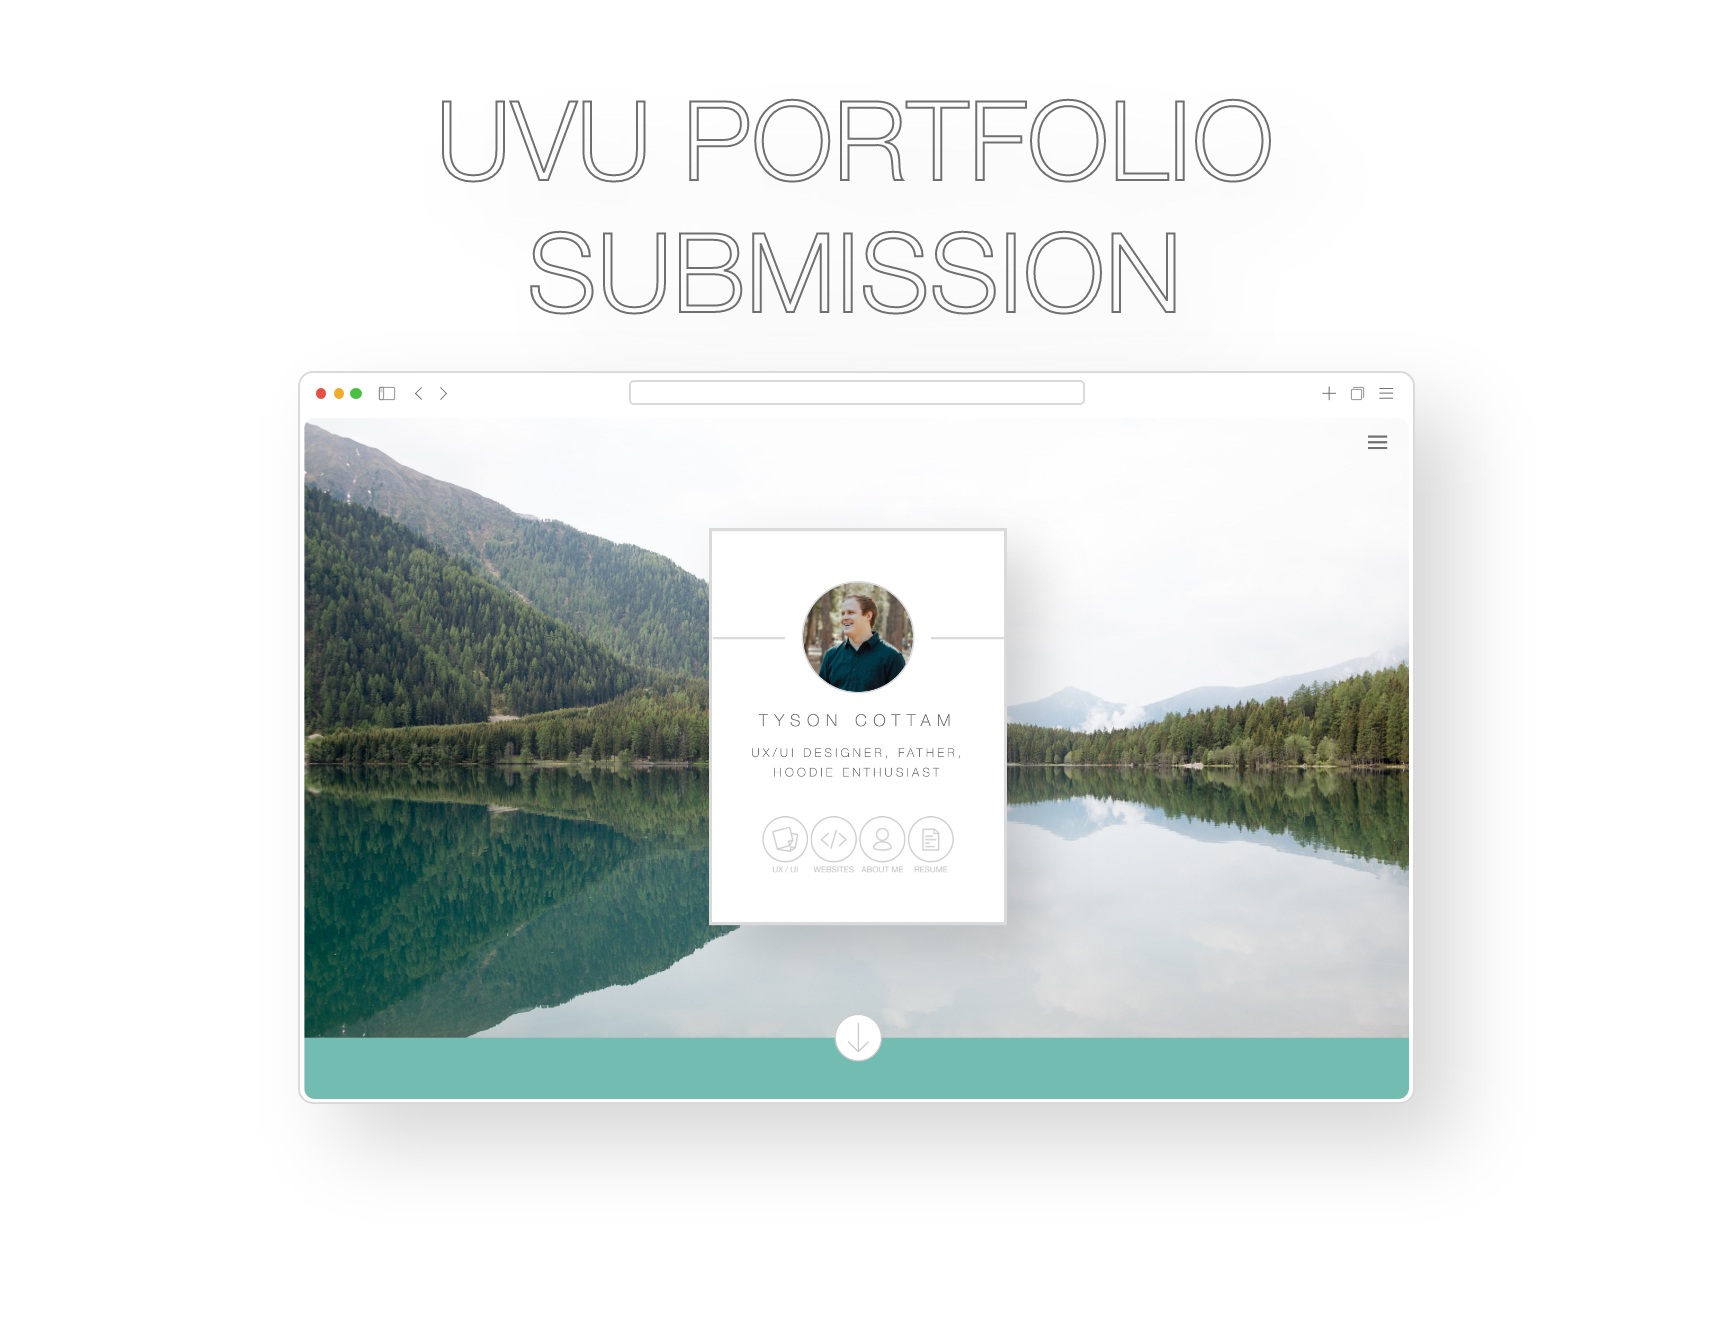 UVU PORTFOLIO
SUBMISSION
TYSON COTTAM
UX/UI DESIGNER, FATHER,
HOODIE ENTHUSIAST
UX / UI WEBSITES ABOUT ME RESUME